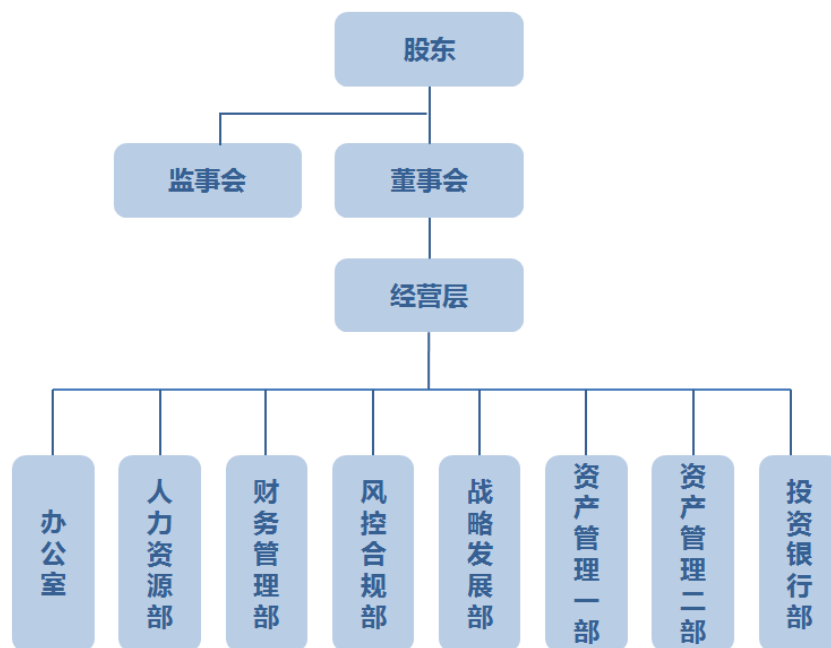 股东
监事会
董事会
经营层
办公室
人力资源部
财务管理部
风控合规部
战略发展部
资产管理一部
资产管理二部
投资银行部